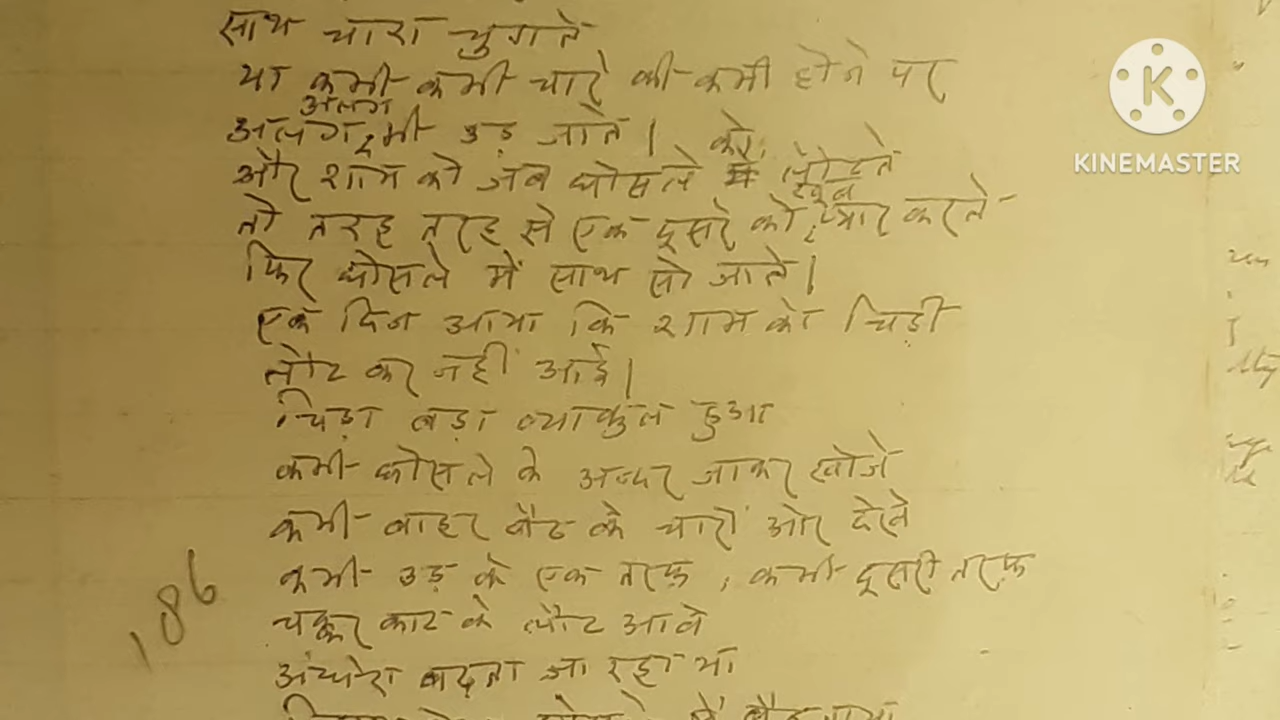 साथ चारा चुगते
या कभी कभी चारे की कमी होने पर
अलग अलग भी उड़ जाते।
और शाम को जब घोंसले को लौटते
तो तरह तरह से एक दूसरे को प्यार करते
फिर घोंसले में साथ सो जाते।
एक दिन आया कि शाम को चिड़ी
लौट कर नहीं आई।
चिड़ा बड़ा व्याकुल हुआ
कभी घोंसले के अन्दर जाकर खोजे
कभी बाहर बैठ के चारों ओर देखे
कभी उड़ के एक तरफ़, कभी दूसरी तरफ़
चक्कर काट के लौट आवे
अंधेरा बढ़ता जा रहा था
186
K
KINEMASTER